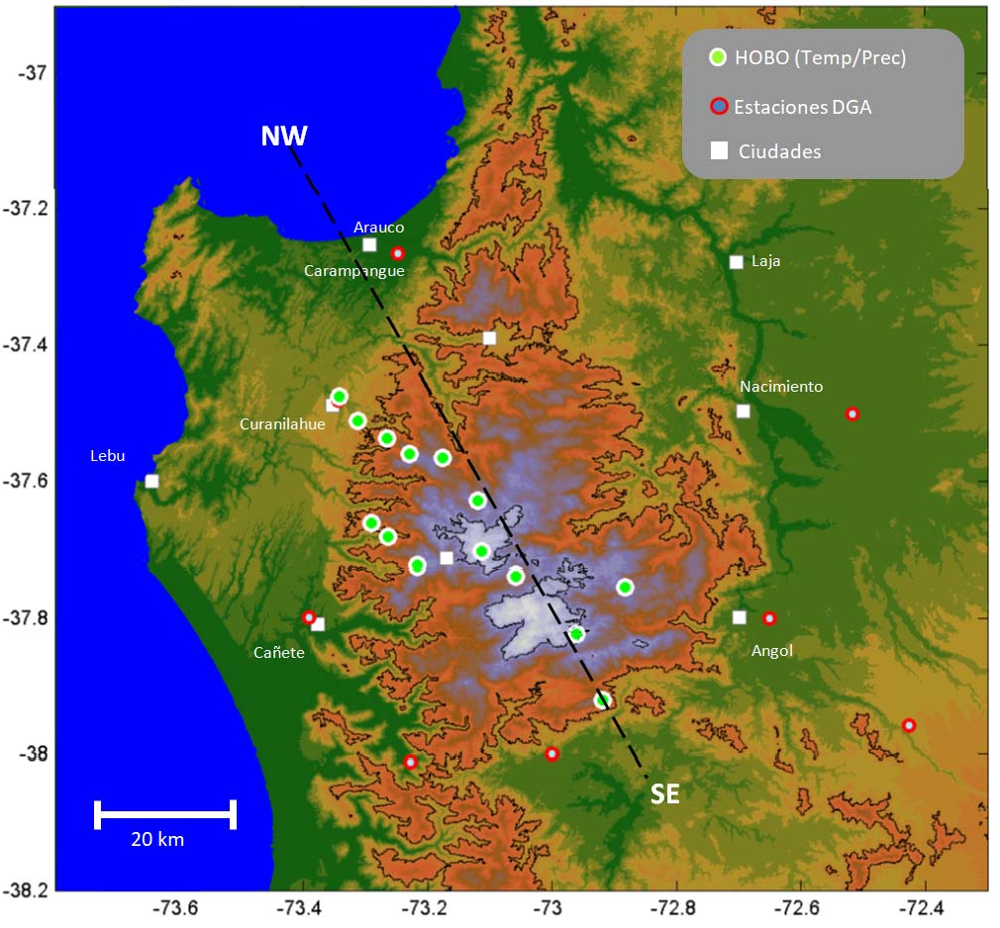 -37
-37.2
-37.4
-37.6
-37.8
-38
-38.2
-73.6
-73.4
-73.2
-73
-72.8
-72.6
-72.4
HOBO (Temp/Prec)
Estaciones DGA
Ciudades
NW
Arauco
Carampangue
Laja
Nacimiento
Curanilahue
Lebu
Cañete
Angol
SE
20 km